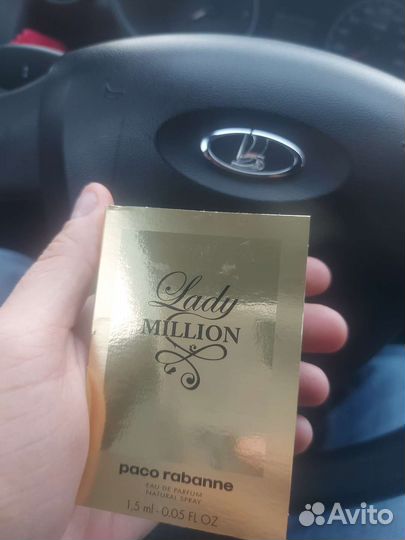 Lady
MILLION
paco rabanne
EAU DE PARFUM
NATURAL SPRAY
1,5 ml - 0.05 FL OZ
Avito